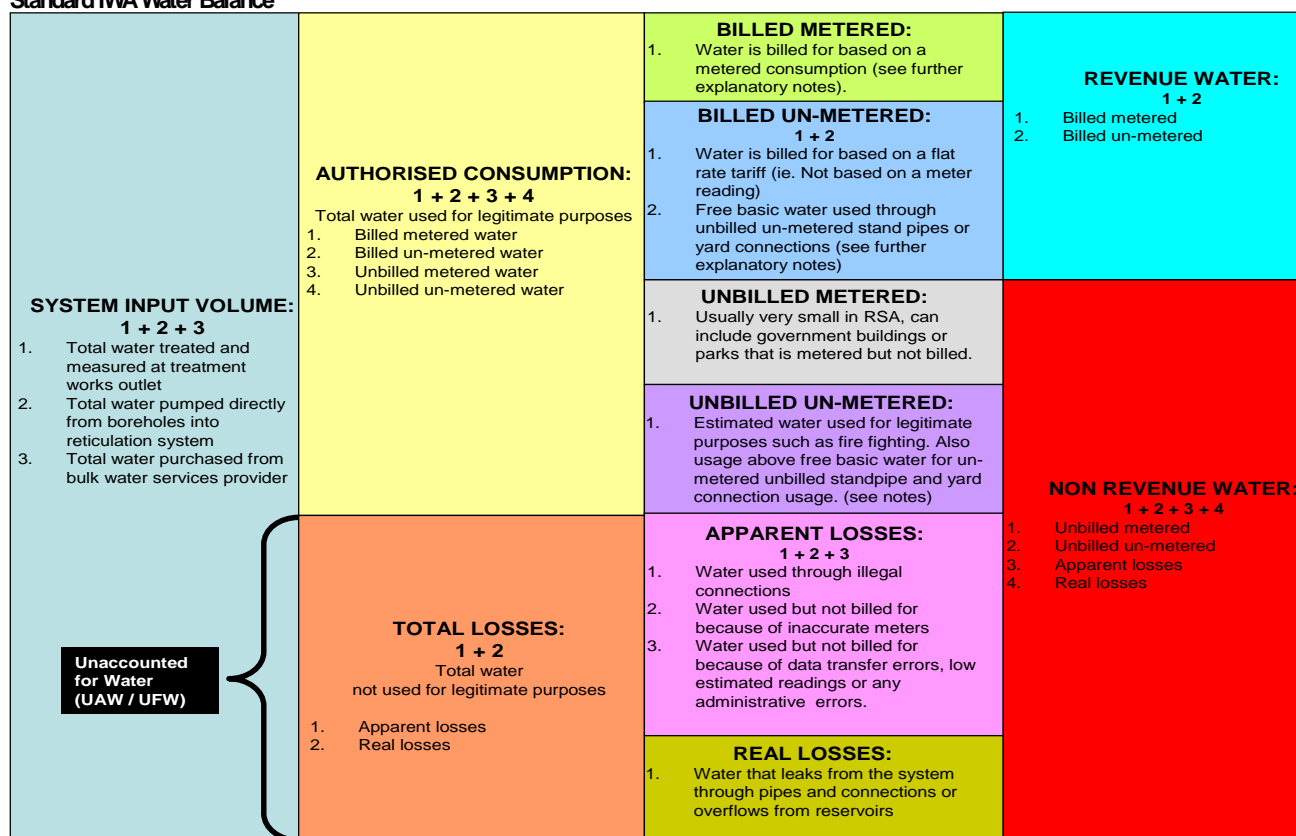 Standard IWA Water Balance
SYSTEM INPUT VOLUME:
1 + 2 + 3
1. Total water treated and
measured at treatment
works outlet
2. Total water pumped directly
from boreholes into
reticulation system
3. Total water purchased from
bulk water services provider
Unaccounted
for Water
(UAW / UFW)
AUTHORISED CONSUMPTION:
1 + 2 + 3 + 4
Total water used for legitimate purposes
1. Billed metered water
2. Billed un-metered water
3. Unbilled metered water
4. Unbilled un-metered water
TOTAL LOSSES:
1 + 2
Total water
not used for legitimate purposes
1. Apparent losses
2. Real losses
BILLED METERED:
1. Water is billed for based on a
metered consumption (see further
explanatory notes).
BILLED UN-METERED:
1 + 2
1. Water is billed for based on a flat
rate tariff (ie. Not based on a meter
reading)
2. Free basic water used through
unbilled un-metered stand pipes or
yard connections (see further
explanatory notes)
UNBILLED METERED:
1. Usually very small in RSA, can
include government buildings or
parks that is metered but not billed.
UNBILLED UN-METERED:
1. Estimated water used for legitimate
purposes such as fire fighting. Also
usage above free basic water for un-
metered unbilled standpipe and yard
connection usage. (see notes)
APPARENT LOSSES:
1 + 2 + 3
1. Water used through illegal
connections
2. Water used but not billed for
because of inaccurate meters
3. Water used but not billed for
because of data transfer errors, low
estimated readings or any
administrative errors.
REAL LOSSES:
1. Water that leaks from the system
through pipes and connections or
overflows from reservoirs
REVENUE WATER:
1 + 2
1. Billed metered
2. Billed un-metered
NON REVENUE WATER:
1 + 2 + 3 + 4
1. Unbilled metered
2. Unbilled un-metered
3. Apparent losses
4. Real losses